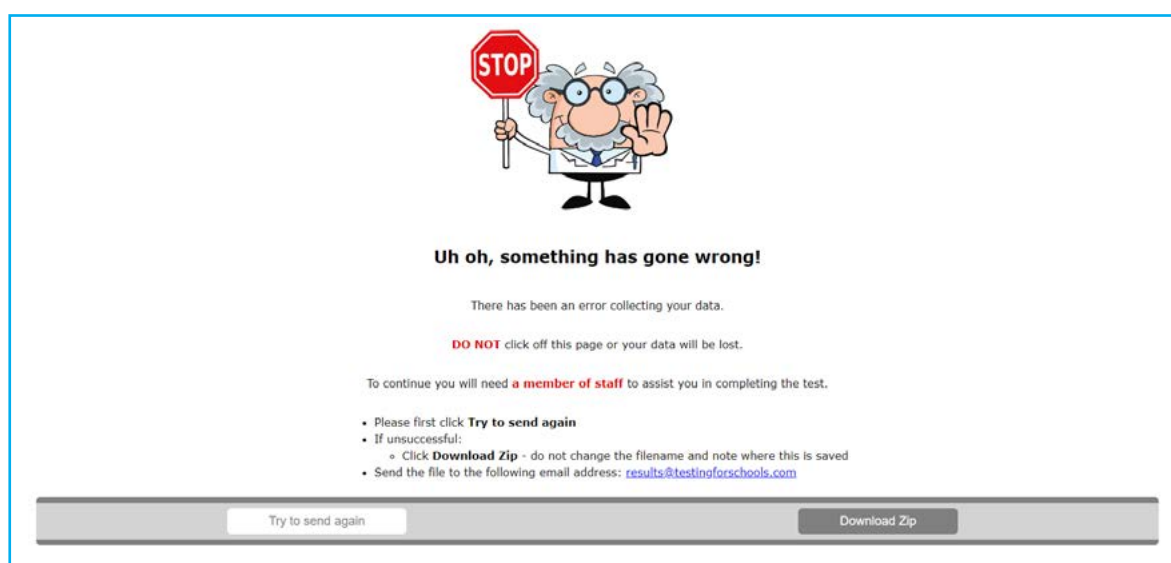 STOP
Uh oh, something has gone wrong!
There has been an error collecting your data.
DO NOT click off this page or your data will be lost.
To continue you will need a member of staff to assist you in completing the test.
• Please first click Try to send again
• If unsuccessful:
◦ Click Download Zip - do not change the filename and note where this is saved
• Send the file to the following email address: results@testingforschools.com
Try to send again
Download Zip